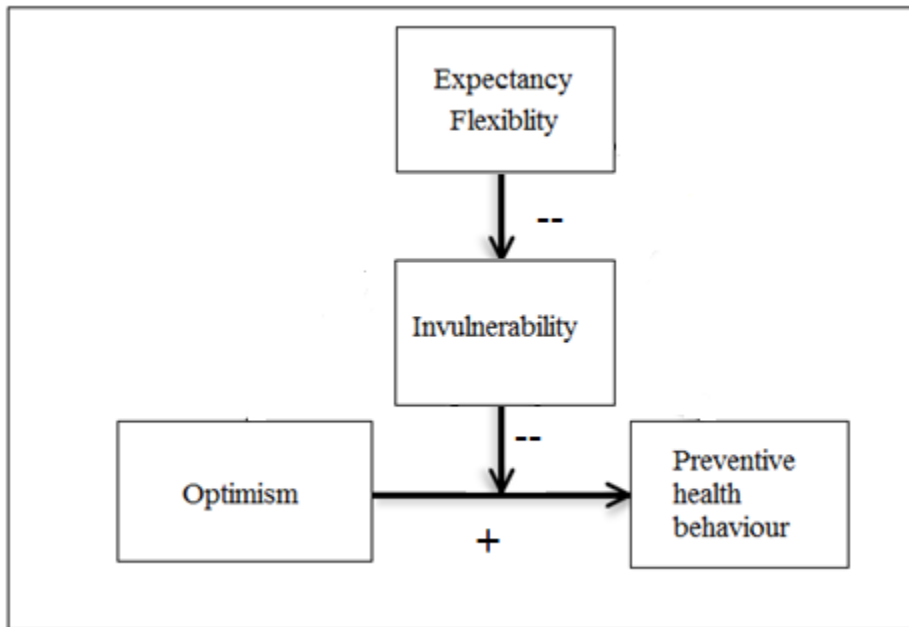 Expectancy
Flexiblity
--
Invulnerability
--
Optimism
+
Preventive
health
behaviour